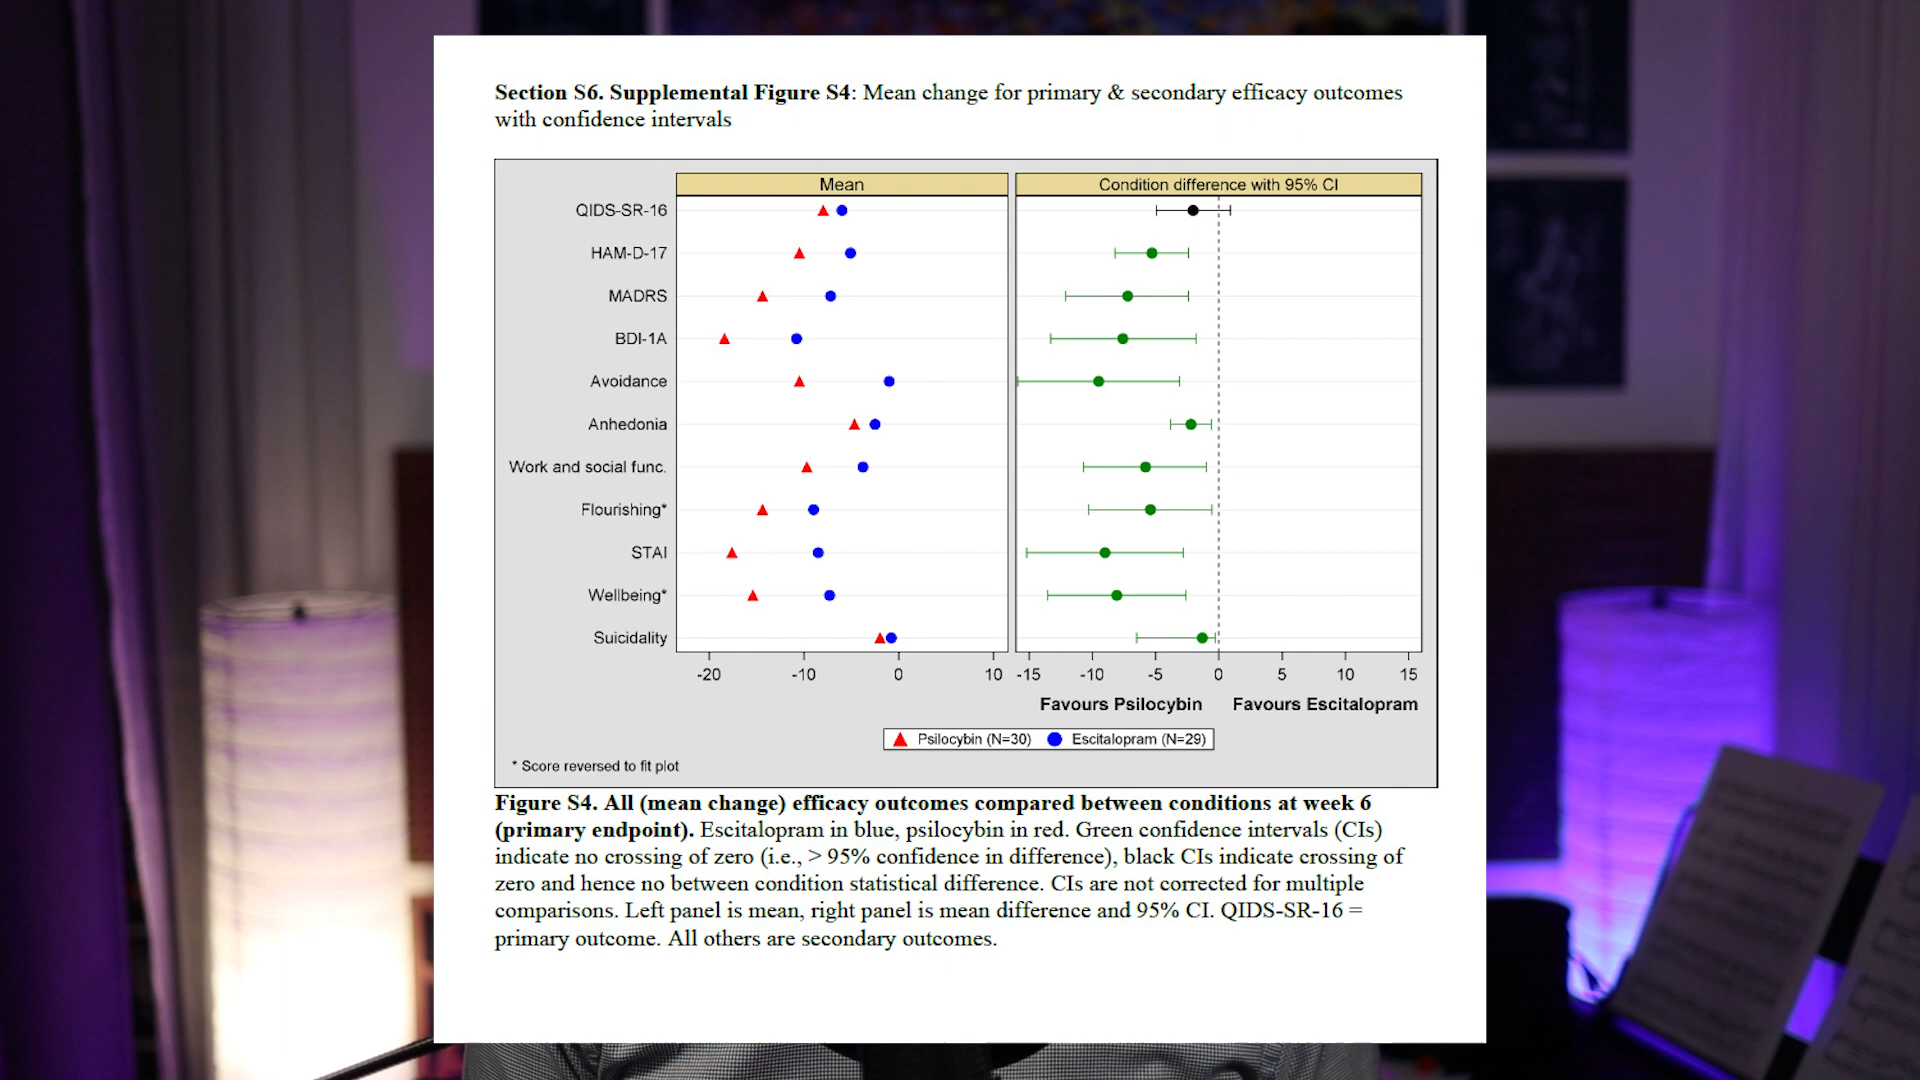 Section S6. Supplemental Figure S4: Mean change for primary & secondary efficacy outcomes
with confidence intervals
Mean
Condition difference with 95% CI
QIDS-SR-16
HAM-D-17
MADRS
BDI-1A
Avoidance
Anhedonia
Work and social func.
Flourishing*
STAI
Wellbeing*
Suicidality
-20 -10 0 10
-15 -10 -5 0 5 10 15
Favours Psilocybin Favours Escitalopram
Psilocybin (N=30) Escitalopram (N=29)
* Score reversed to fit plot
Figure S4. All (mean change) efficacy outcomes compared between conditions at week 6
(primary endpoint). Escitalopram in blue, psilocybin in red. Green confidence intervals (CIs)
indicate no crossing of zero (i.e., > 95% confidence in difference), black CIs indicate crossing of
zero and hence no between condition statistical difference. CIs are not corrected for multiple
comparisons. Left panel is mean, right panel is mean difference and 95% CI. QIDS-SR-16 =
primary outcome. All others are secondary outcomes.